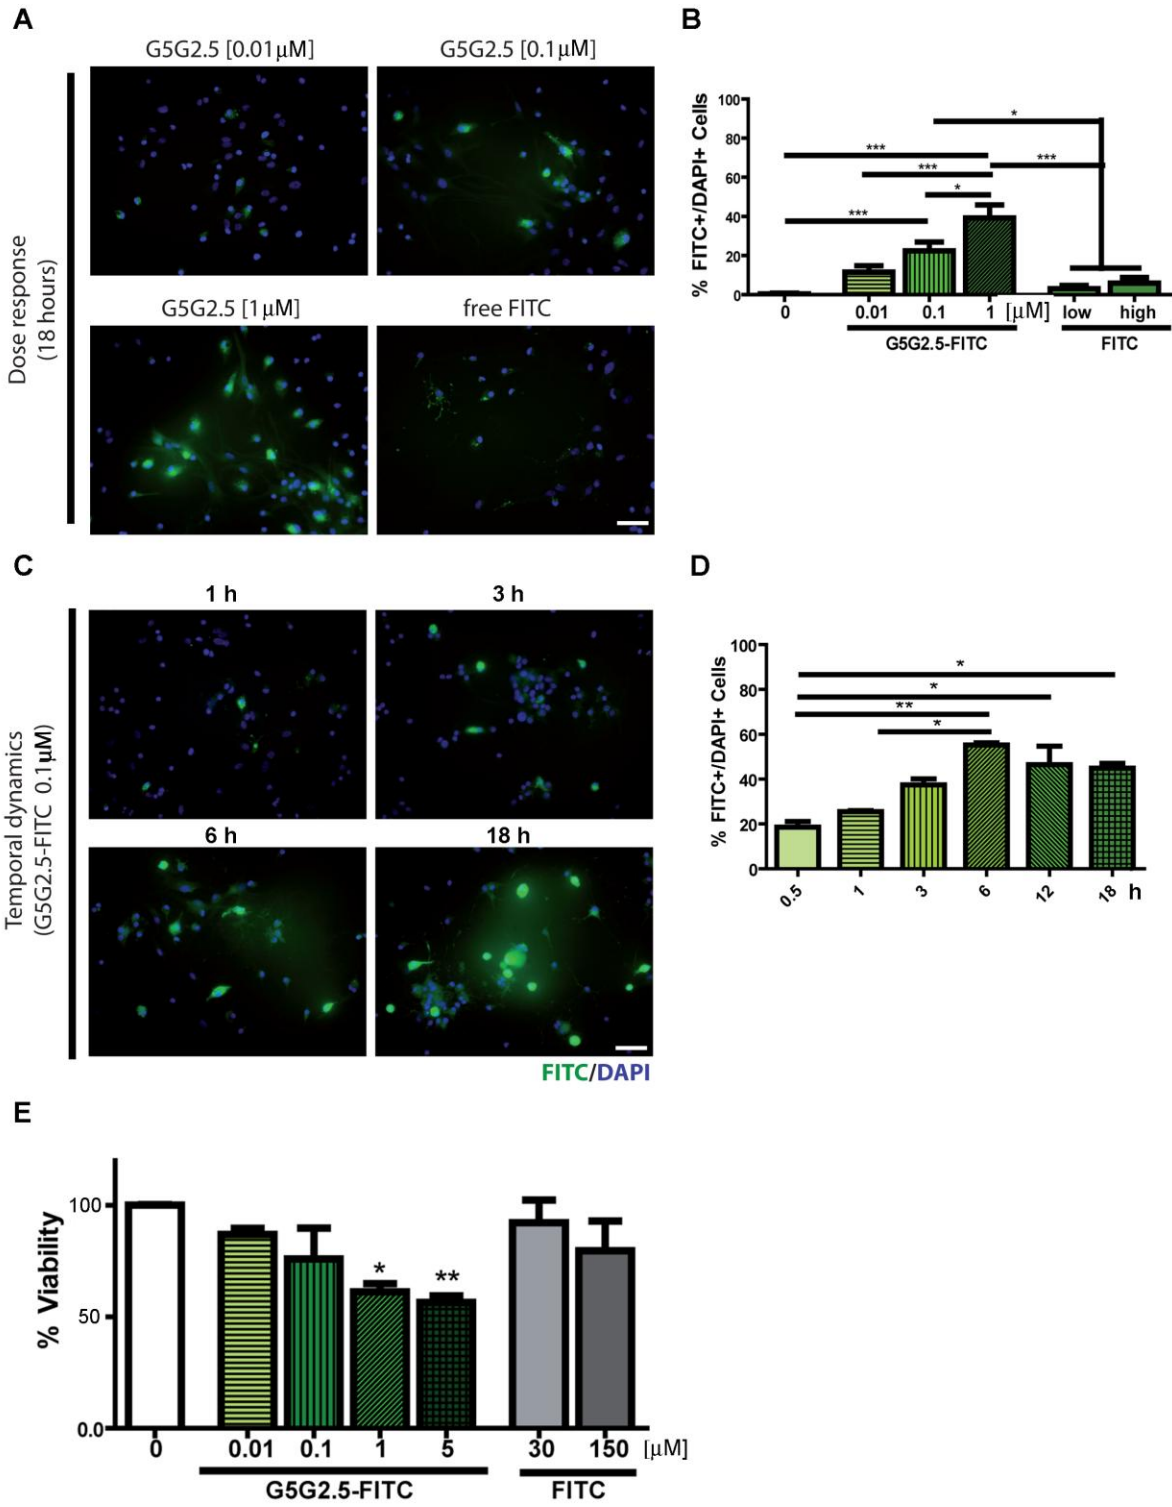 A
G5G2.5 [0.01 µM]
G5G2.5 [0.1µM]
Dose response
(18 hours)
G5G2.5 [1 µM]
free FITC
B
% FITC+/DAPI+ Cells
100
80
60
40
20
0
*
***
***
***
*
***
0
0.01
0.1
1
[µM]
low
high
G5G2.5-FITC
FITC
C
1 h
3 h
Temporal dynamics
(G5G2.5-FITC 0.1µM)
6 h
18 h
FITC/DAPI
D
% FITC+/DAPI+ Cells
100
80
60
40
20
0
*
*
**
*
0.5
1
3
6
12
18
h
E
% Viability
100
50
0.0
*
**
0
0.01
0.1
1
5
30
150
[µM]
G5G2.5-FITC
FITC